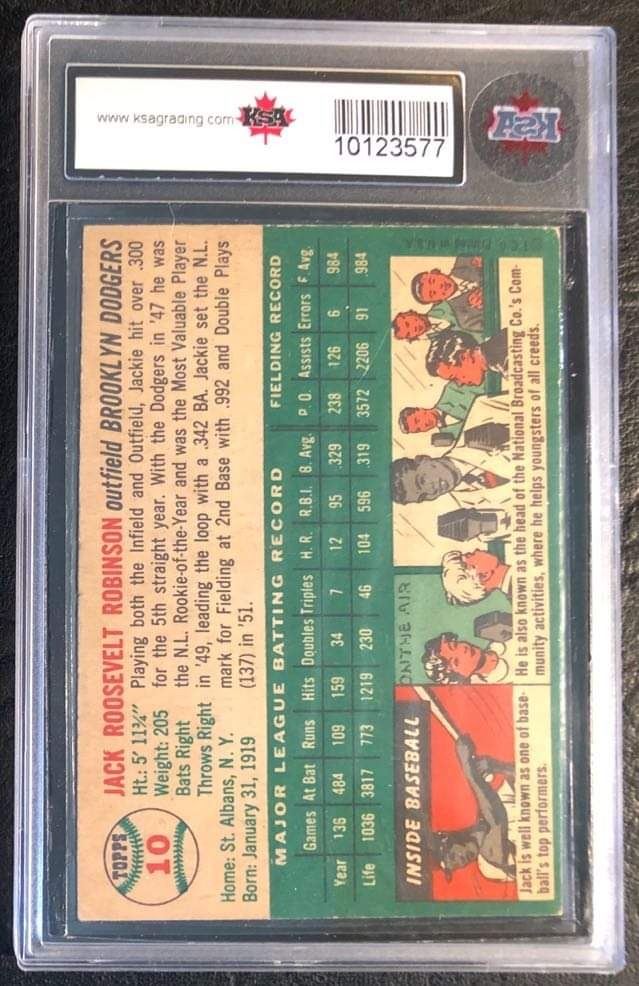 www.ksagrading.com
KSA
10123577
KSA
TOPPS
10
JACK ROOSEVELT ROBINSON outfield BROOKLYN DODGERS
Ht.: 5' 11¾"
Weight: 205
Bats Right
Throws Right
Home: St. Albans, N. Y.
Born: January 31, 1919
Playing both the Infield and Outfield, Jackie hit over .300
for the 5th straight year. With the Dodgers in '47 he was
the N.L. Rookie-of-the-Year and was the Most Valuable Player
in '49, leading the loop with a .342 BA. Jackie set the N.L.
mark for Fielding at 2nd Base with .992 and Double Plays
(137) in '51.
MAJOR LEAGUE BATTING RECORD FIELDING RECORD
Games At Bat Runs Hits Doubles Triples H. R. R.B.I. B. Avg. P. O. Assists Errors F. Avg.
Year 136 484 109 159 34 7 12 95 .329 238 126 6 .984
Life 1036 3817 773 1219 230 46 104 596 .319 3572 2206 91 .984
INSIDE BASEBALL
ON THE AIR
Jack is well known as one of base-
ball's top performers.
He is also known as the head of the National Broadcasting Co.'s Com-
munity activities, where he helps youngsters of all creeds.